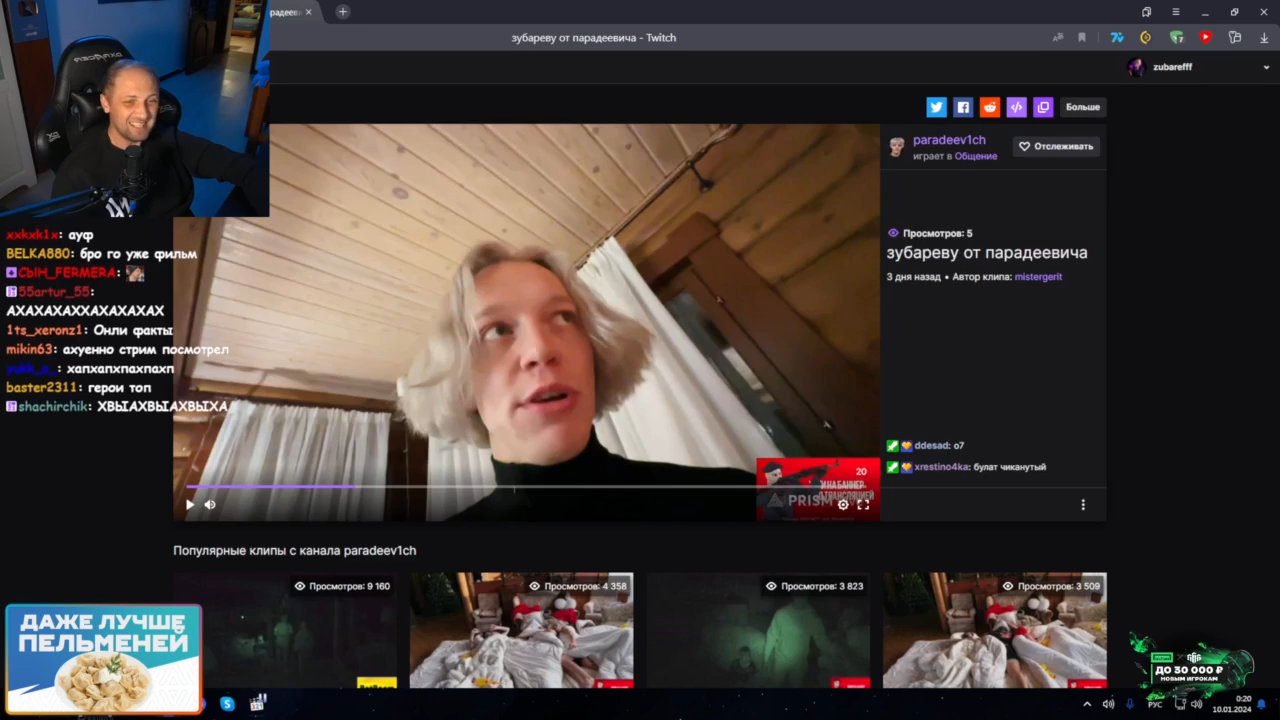 зубареву от парадеевича - Twitch
zubarefff
Больше
paradeev1ch
играет в Общение
Отслеживать
Просмотров: 5
зубареву от парадеевича
3 дня назад • Автор клипа: mistergerit
xxkxk1x: ауф
BELKA880: бро го уже фильм
CblH_FERMERA:
55artur_55:
АХАХАХАХХАХАХАХАХ
1ts_xeronz1: Онли факты
mikin63: ахуенно стрим посмотрел
хапхапхпахпахп
baster2311: герои топ
shachirchik: ХВЫАХВЫАХВЫХА
ddesad: o7
xrestino4ka: булат чиканутый
20
PRISM
Популярные клипы с канала paradeev1ch
Просмотров: 9 160
Просмотров: 4 358
Просмотров: 3 823
Просмотров: 3 509
ДАЖЕ ЛУЧШЕ
ПЕЛЬМЕНЕЙ
ДО 30 000 ₽
НОВЫМ ИГРОКАМ
РУС
0:20
10.01.2024